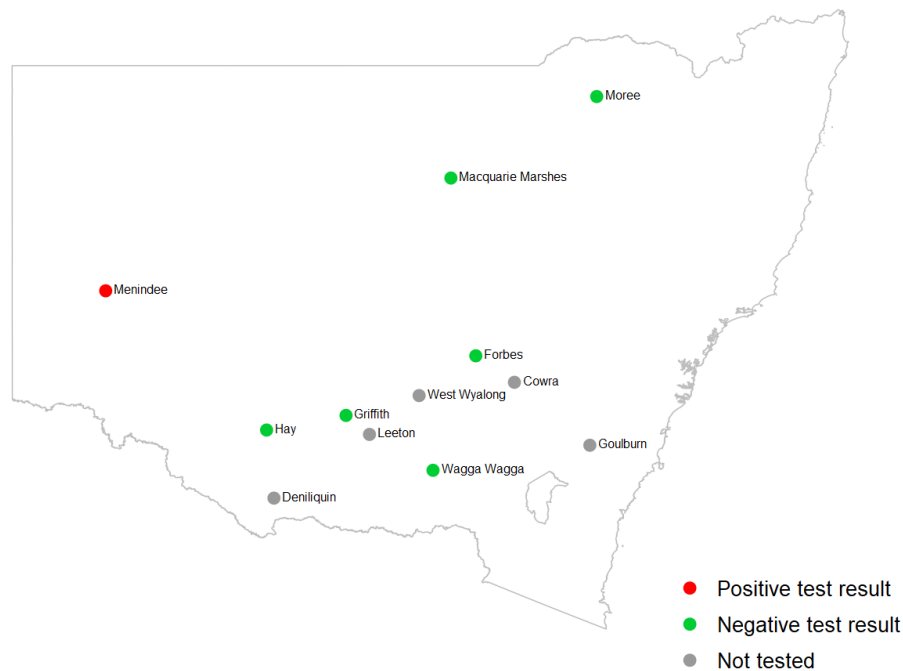 Moree
Macquarie Marshes
Menindee
Forbes
Cowra
West Wyalong
Griffith
Hay
Leeton
Goulburn
Wagga Wagga
Deniliquin
Positive test result
Negative test result
Not tested